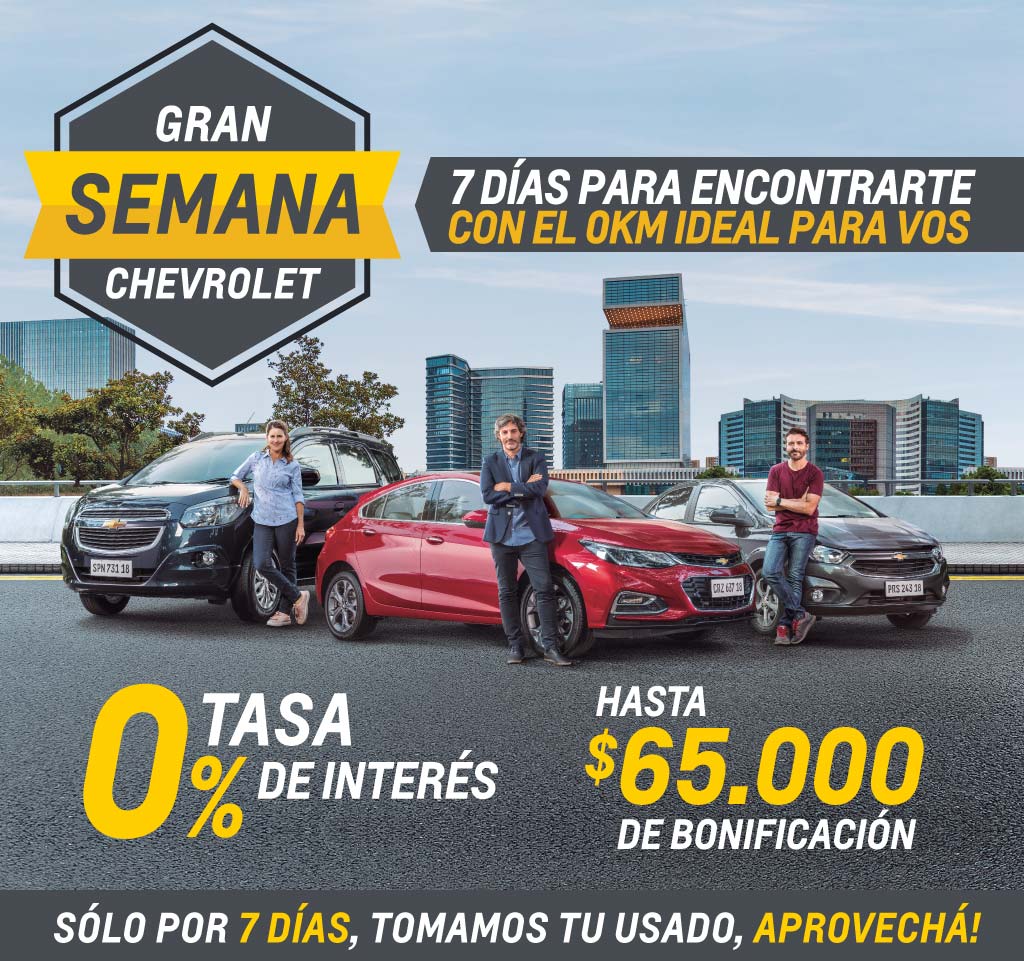 GRAN
SEMANA
CHEVROLET
7 DÍAS PARA ENCONTRARTE
CON EL 0KM IDEAL PARA VOS
SPN 731 18
CRZ 637 18
PRS 243 18
0% TASA
DE INTERÉS
HASTA
$65.000
DE BONIFICACIÓN
SÓLO POR 7 DÍAS, TOMAMOS TU USADO, APROVECHÁ!